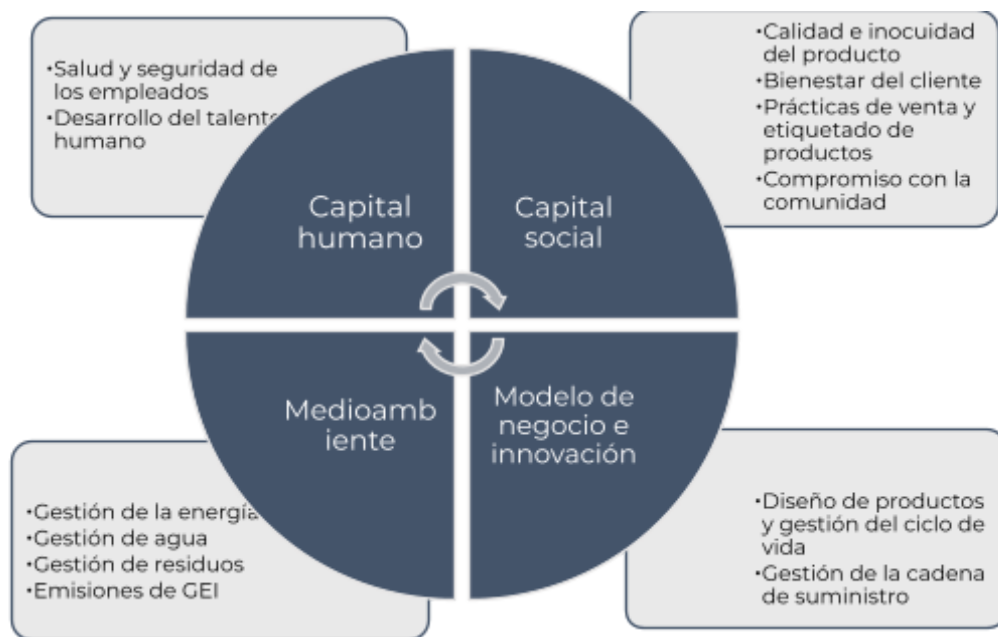 •Salud y seguridad de
los empleados
•Desarrollo del talento
humano
Capital
humano
Capital
social
•Calidad e inocuidad
del producto
•Bienestar del cliente
•Prácticas de venta y
etiquetado de
productos
•Compromiso con la
comunidad
•Gestión de la energía
•Gestión de agua
•Gestión de residuos
•Emisiones de GEI
Medioamb
iente
Modelo de
negocio e
innovación
•Diseño de productos
y gestión del ciclo de
vida
•Gestión de la cadena
de suministro